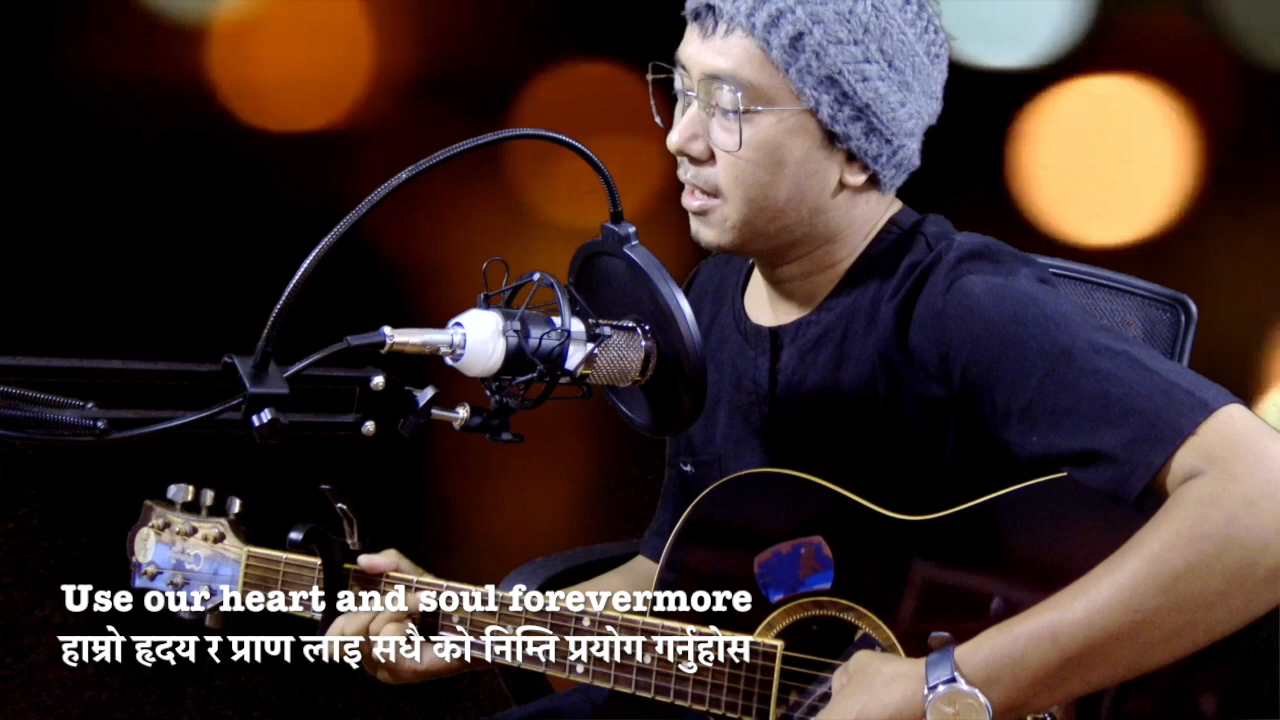 Use our heart and soul forevermore
हाम्रो हृदय र प्राण लाइ सधै को निम्ति प्रयोग गर्नुहोस